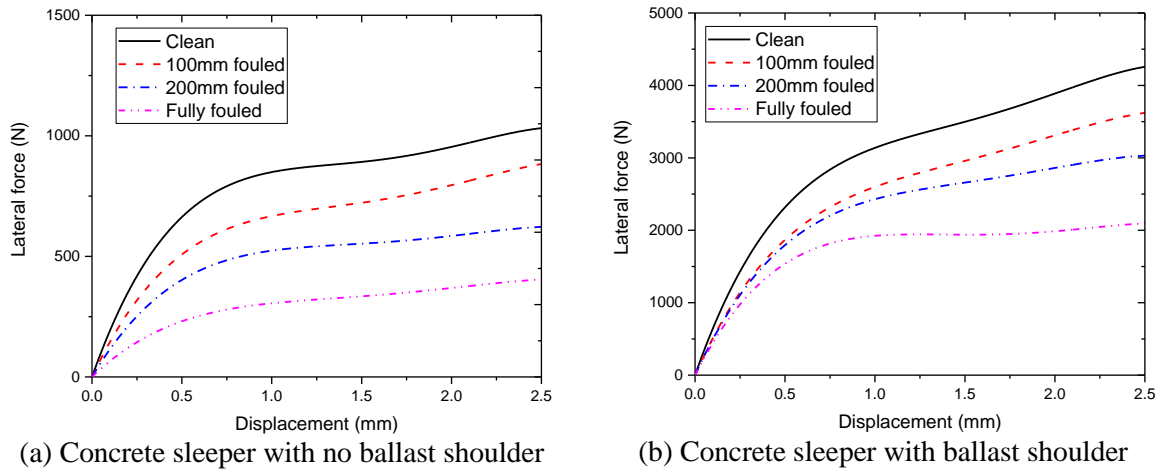 1500
1000
500
0
Lateral force (N)
Clean
100mm fouled
200mm fouled
Fully fouled
0.0 0.5 1.0 1.5 2.0 2.5
Displacement (mm)
(a) Concrete sleeper with no ballast shoulder
5000
4000
3000
2000
1000
0
Lateral force (N)
Clean
100mm fouled
200mm fouled
Fully fouled
0.0 0.5 1.0 1.5 2.0 2.5
Displacement (mm)
(b) Concrete sleeper with ballast shoulder